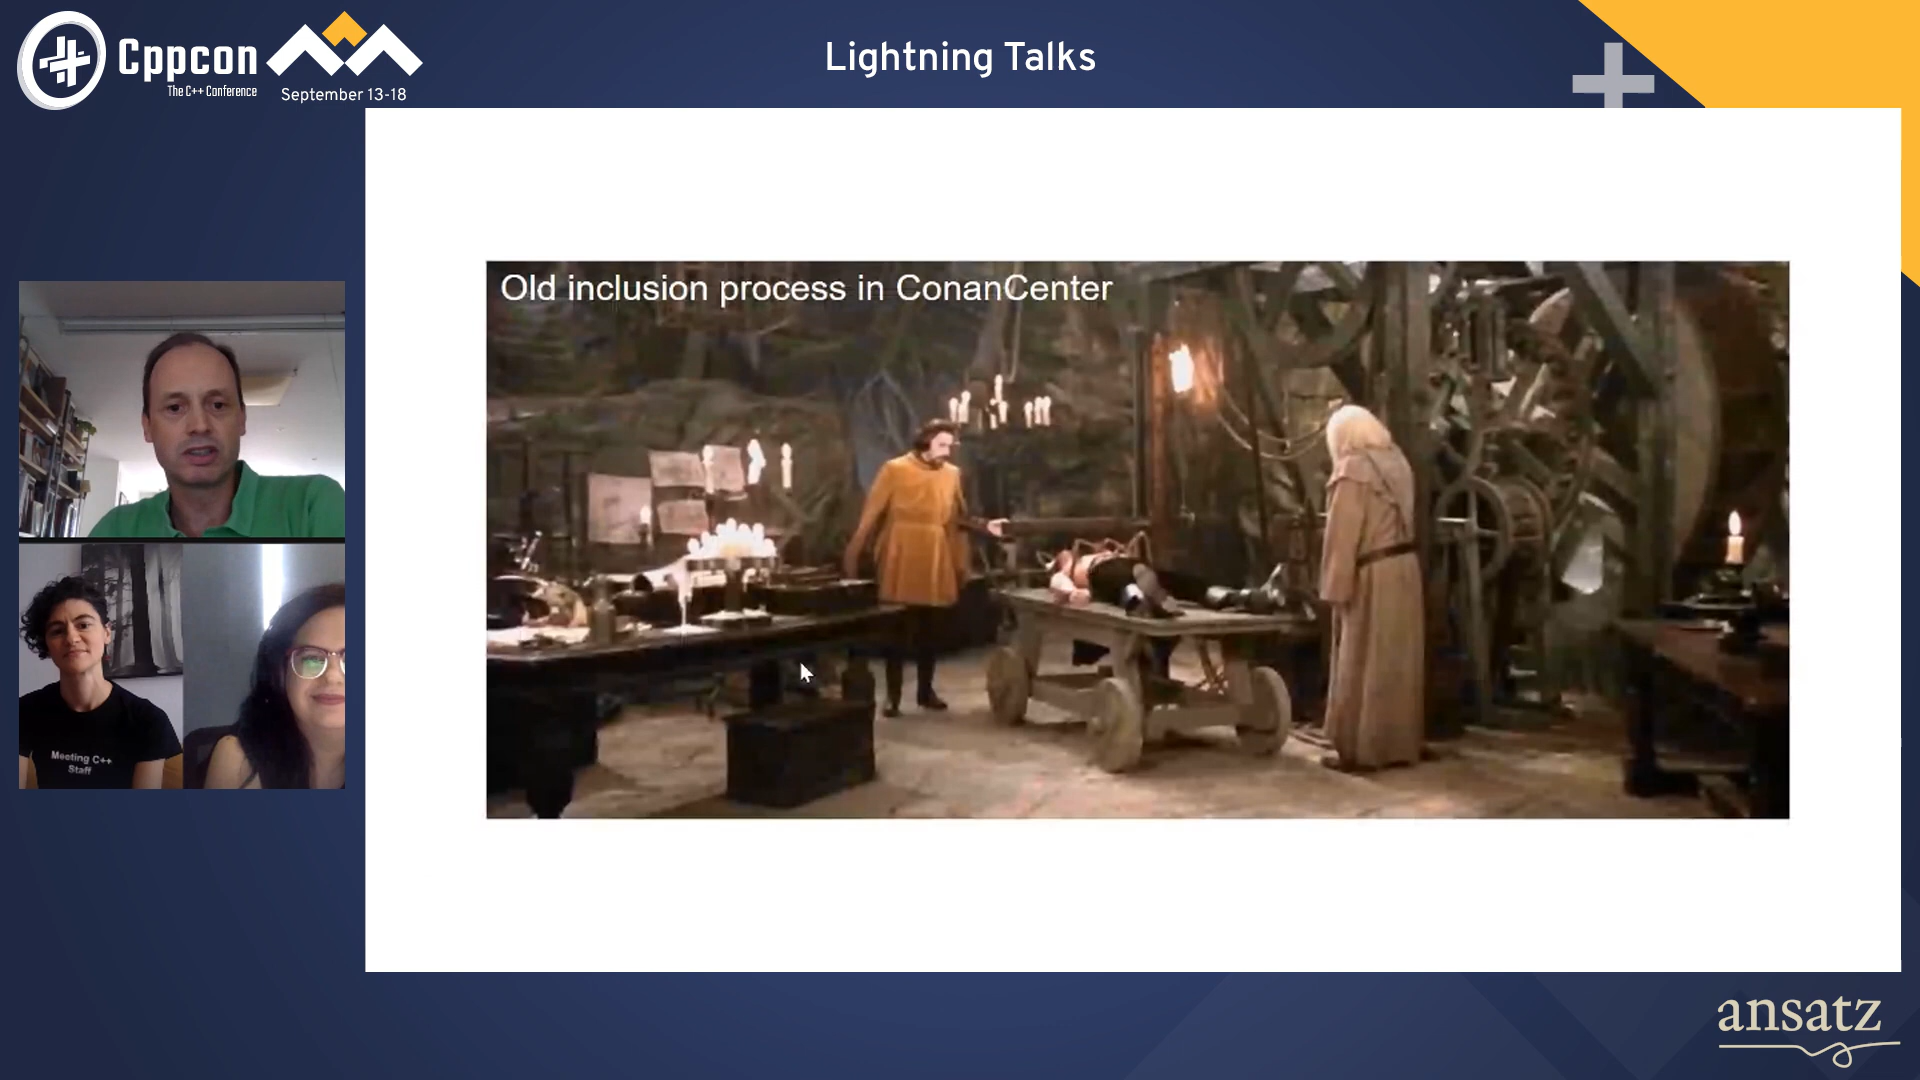 Cppcon
The C++ Conference
September 13-18
Lightning Talks
Old inclusion process in ConanCenter
Meeting C++
Staff
ansatz